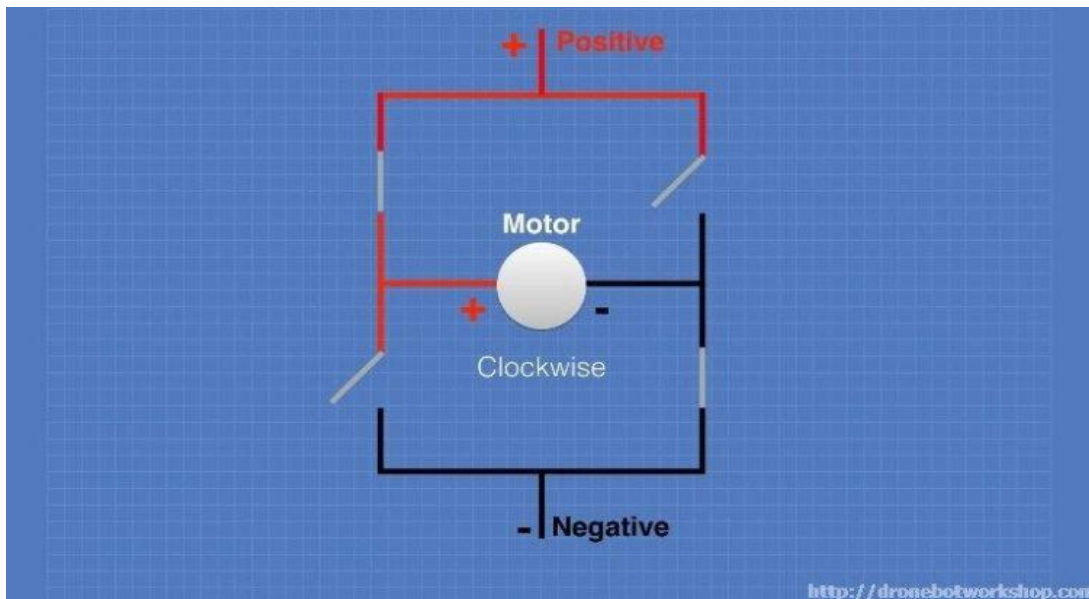 + Positive
Motor
+ -
Clockwise
- Negative
http://dronebotworkshop.com